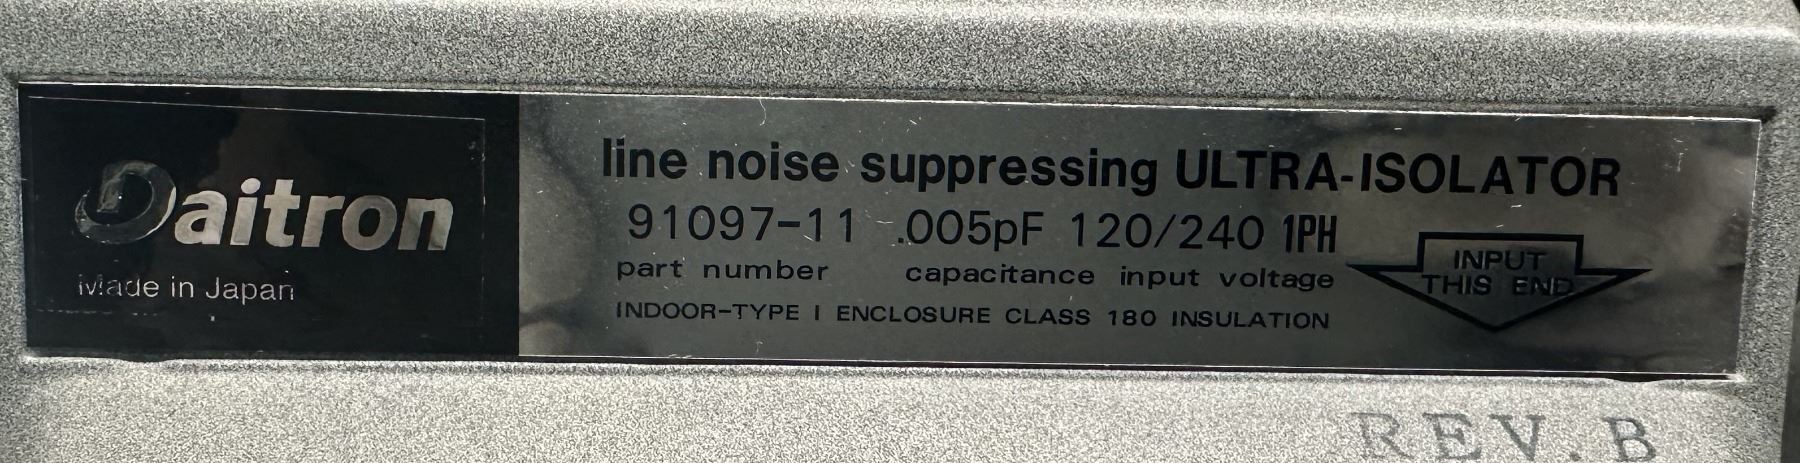 Daitron
Made in Japan
line noise suppressing ULTRA-ISOLATOR
91097-11 .005pF 120/240 1PH
part number capacitance input voltage
INDOOR-TYPE I ENCLOSURE CLASS 180 INSULATION
INPUT
THIS END
REV.B